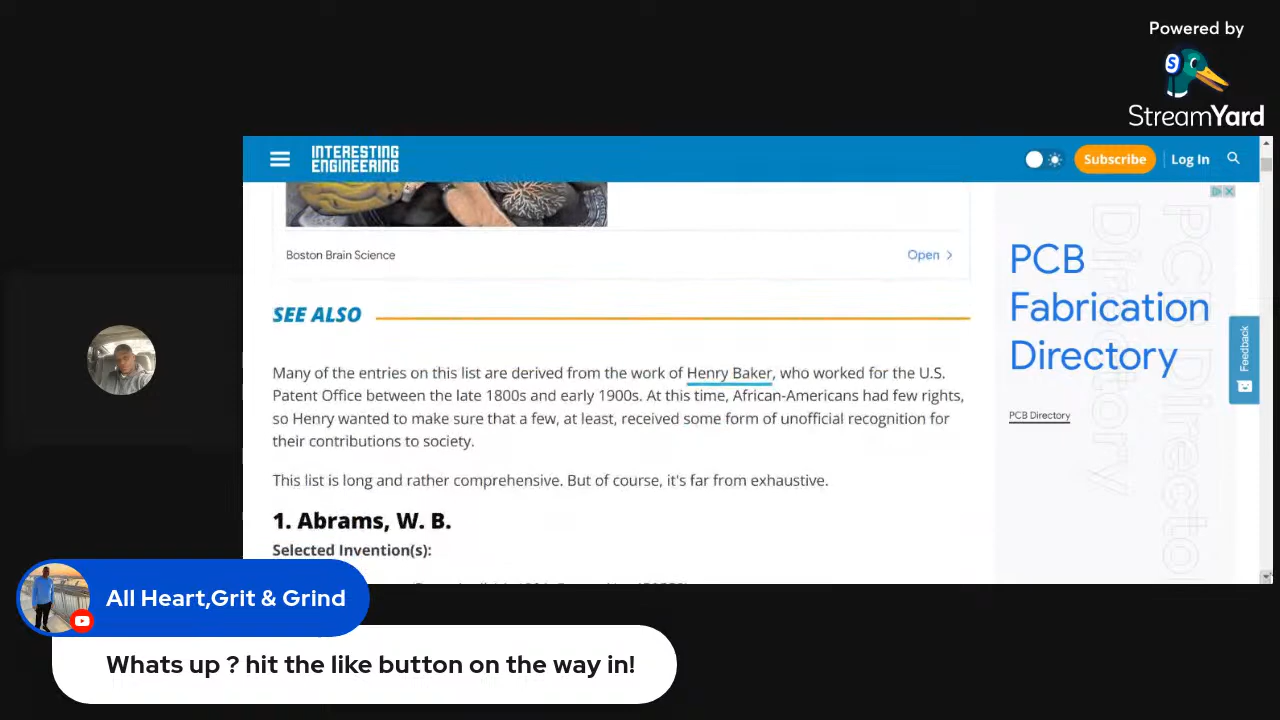 Powered by
S
StreamYard
INTERESTING
ENGINEERING
Subscribe
Log In
Boston Brain Science
Open
SEE ALSO
Many of the entries on this list are derived from the work of Henry Baker, who worked for the U.S.
Patent Office between the late 1800s and early 1900s. At this time, African-Americans had few rights,
so Henry wanted to make sure that a few, at least, received some form of unofficial recognition for
their contributions to society.
This list is long and rather comprehensive. But of course, it's far from exhaustive.
1. Abrams, W. B.
Selected Invention(s):
PCB
Fabrication
Directory
PCB Directory
Feedback
All Heart,Grit & Grind
Whats up ? hit the like button on the way in!